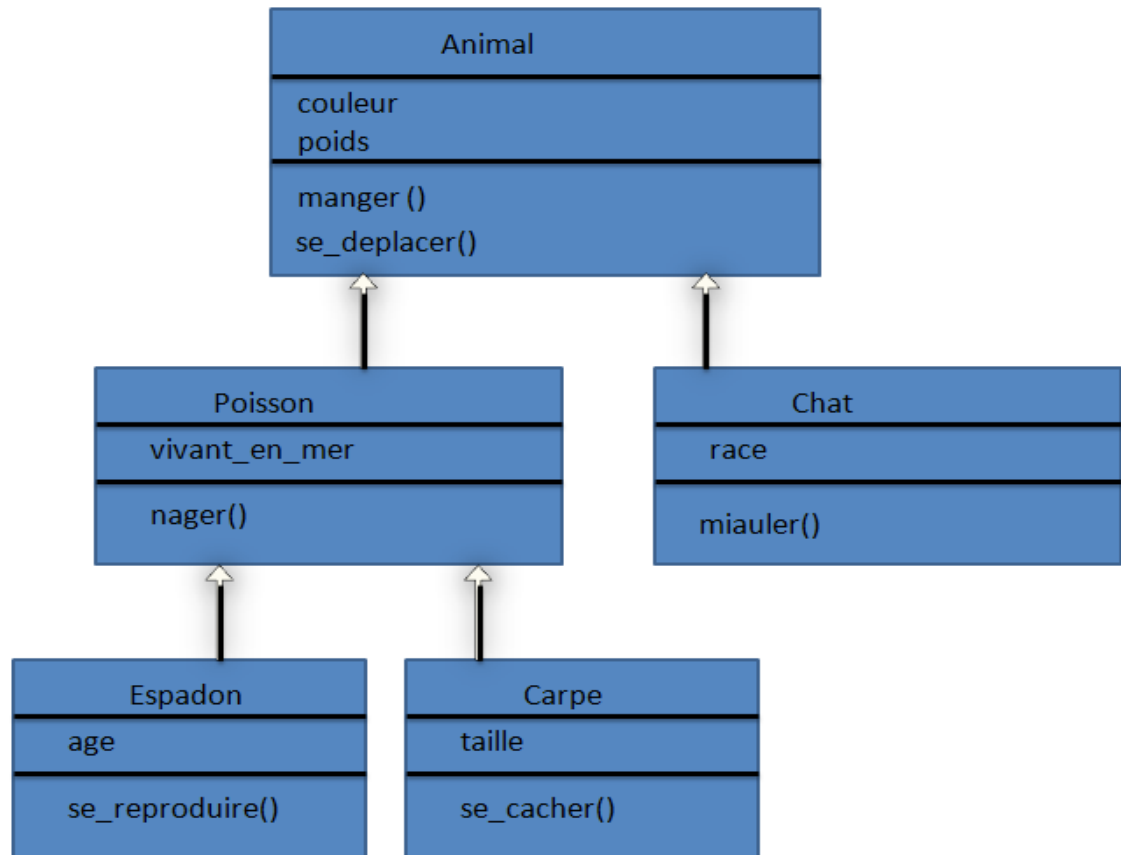 Animal
couleur
poids
manger ()
se_deplacer()
Poisson
vivant_en_mer
nager()
Chat
race
miauler()
Espadon
age
se_reproduire()
Carpe
taille
se_cacher()